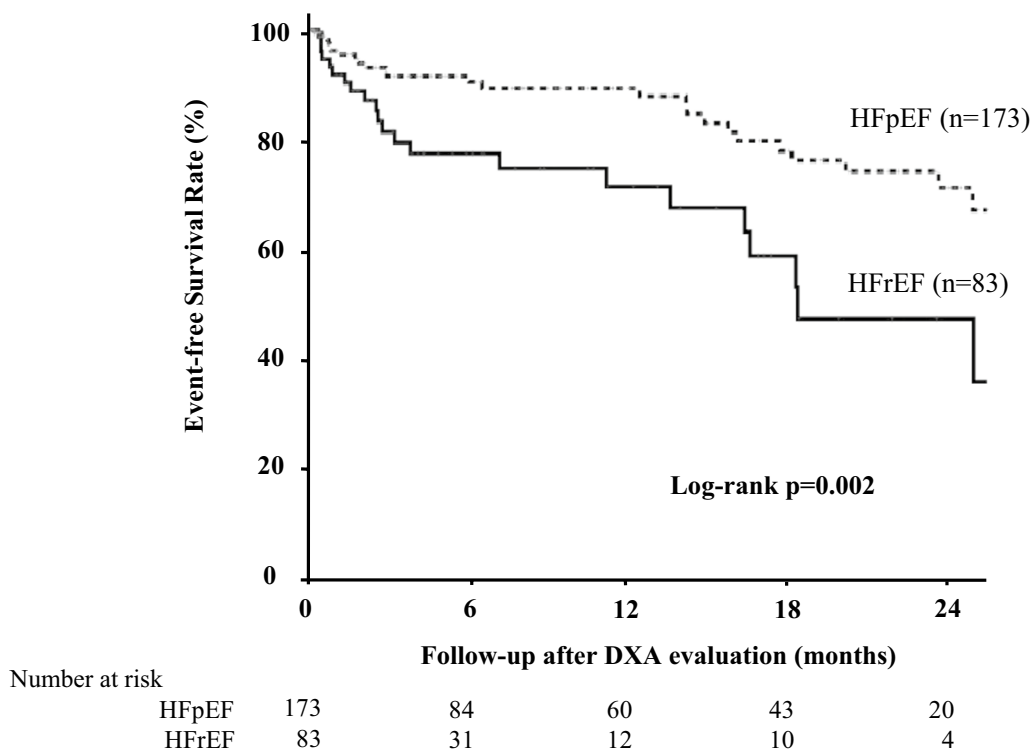 Event-free Survival Rate (%)
100
80
60
40
20
0
HFpEF (n=173)
HFrEF (n=83)
Log-rank p=0.002
0 6 12 18 24
Follow-up after DXA evaluation (months)
Number at risk
HFpEF 173 84 60 43 20
HFrEF 83 31 12 10 4